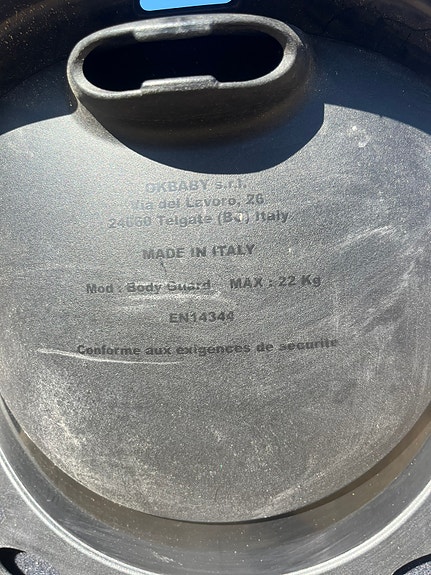 OKBABY s.r.l.
Via del Lavoro, 26
24060 Telgate (BG) Italy
MADE IN ITALY
Mod : Body Guard MAX : 22 Kg
EN14344
Conforme aux exigences de securite